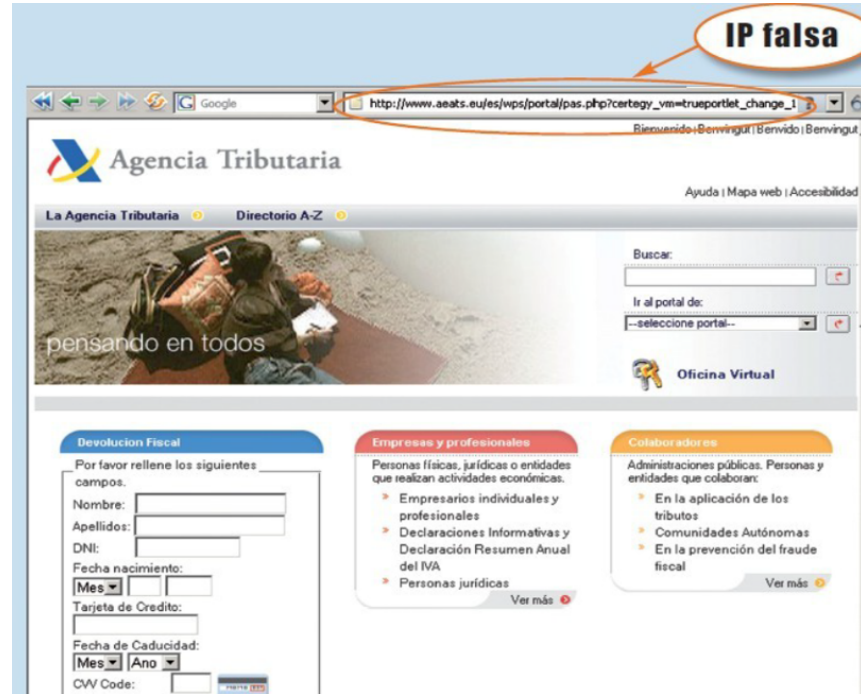 IP falsa
Google
http://www.aeats.eu/es/wps/portal/pas.php?certegy_vm=trueportlet_change_1
Bienvenido | Benvingut | Benvido | Benvingut
Agencia Tributaria
Ayuda | Mapa web | Accesibilidad
La Agencia Tributaria Directorio A-Z
pensando en todos
Buscar:
Ir al portal de:
--seleccione portal--
Oficina Virtual
Devolucion Fiscal
Por favor rellene los siguientes
campos.
Nombre:
Apellidos:
DNI:
Fecha nacimiento:
Mes
Tarjeta de Credito:
Fecha de Caducidad:
Mes Ano
CVV Code:
Empresas y profesionales
Personas físicas, jurídicas o entidades
que realizan actividades económicas.
Empresarios individuales y
profesionales
Declaraciones Informativas y
Declaración Resumen Anual
del IVA
Personas jurídicas
Ver más
Colaboradores
Administraciones públicas. Personas y
entidades que colaboran:
En la aplicación de los
tributos
Comunidades Autónomas
En la prevención del fraude
fiscal
Ver más